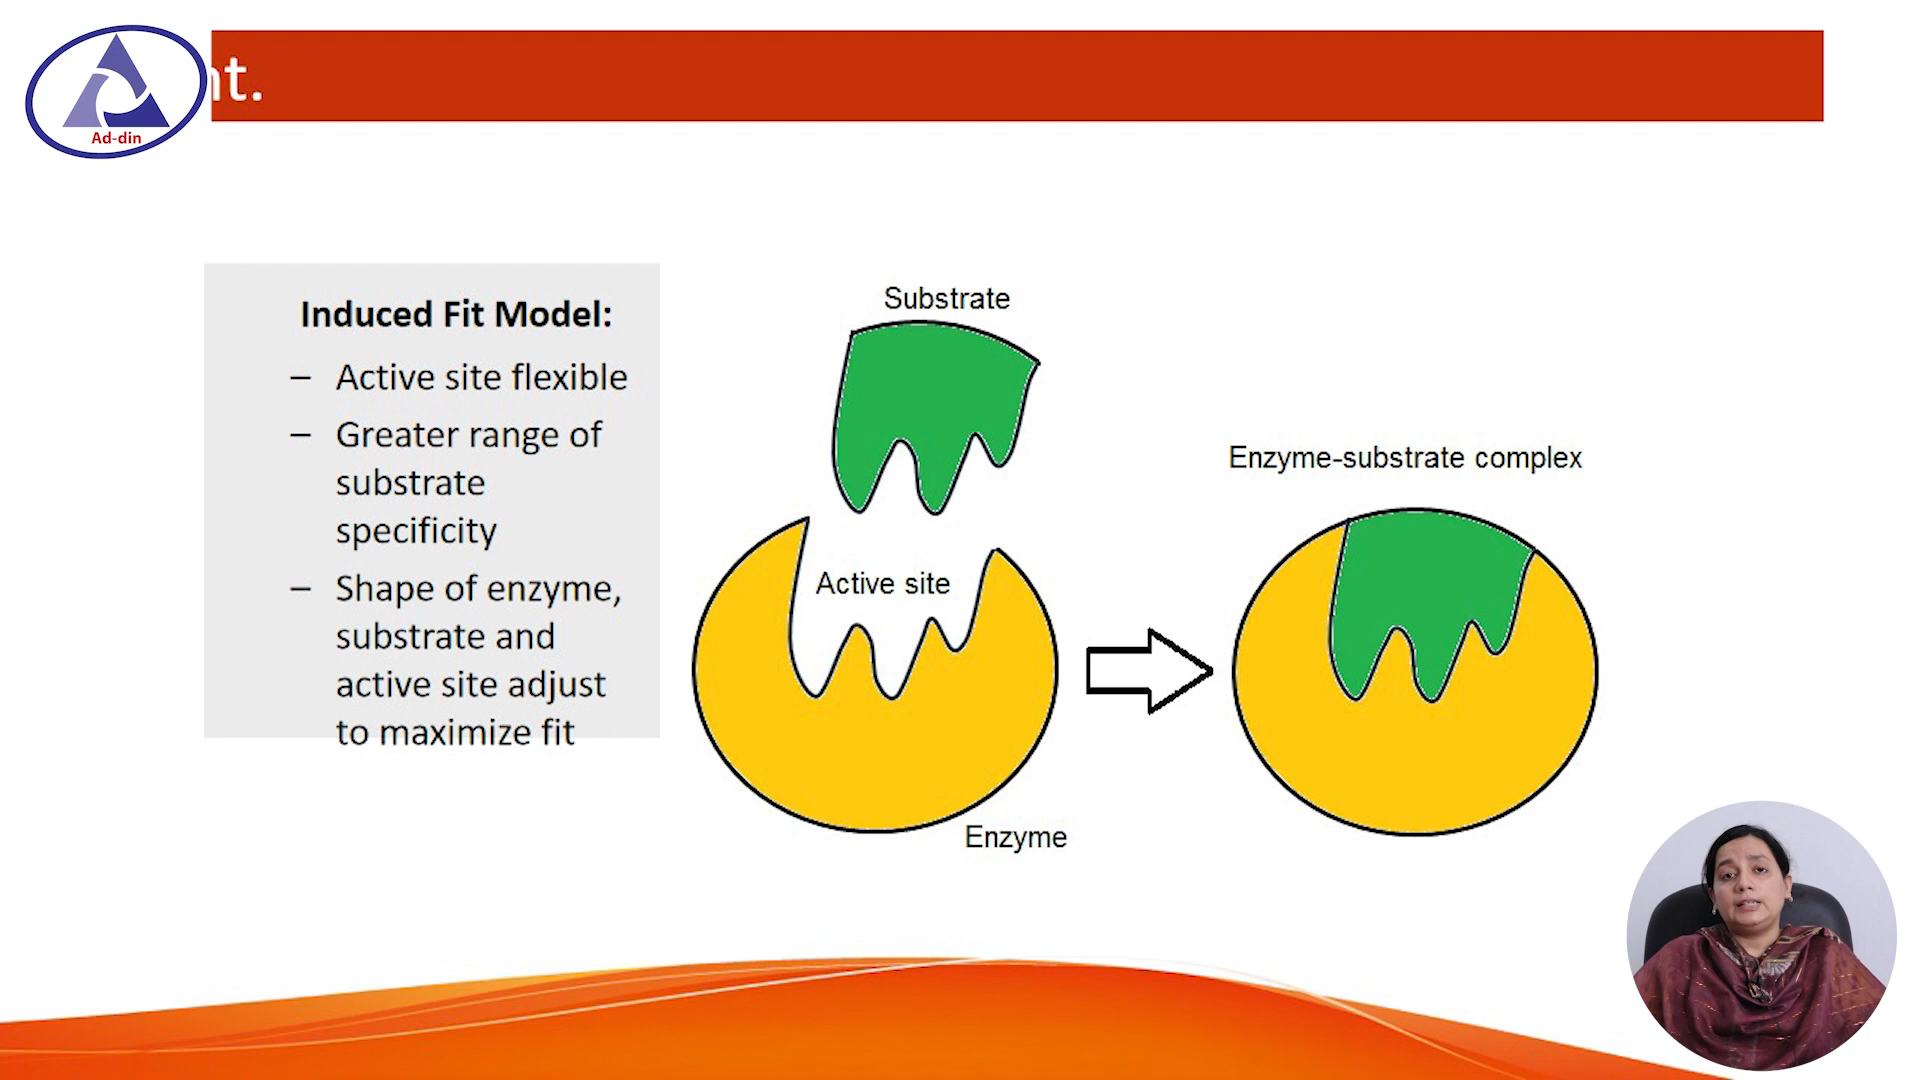 nt.
Ad-din
Induced Fit Model:
– Active site flexible
– Greater range of
substrate
specificity
– Shape of enzyme,
substrate and
active site adjust
to maximize fit
Substrate
Active site
Enzyme
Enzyme-substrate complex